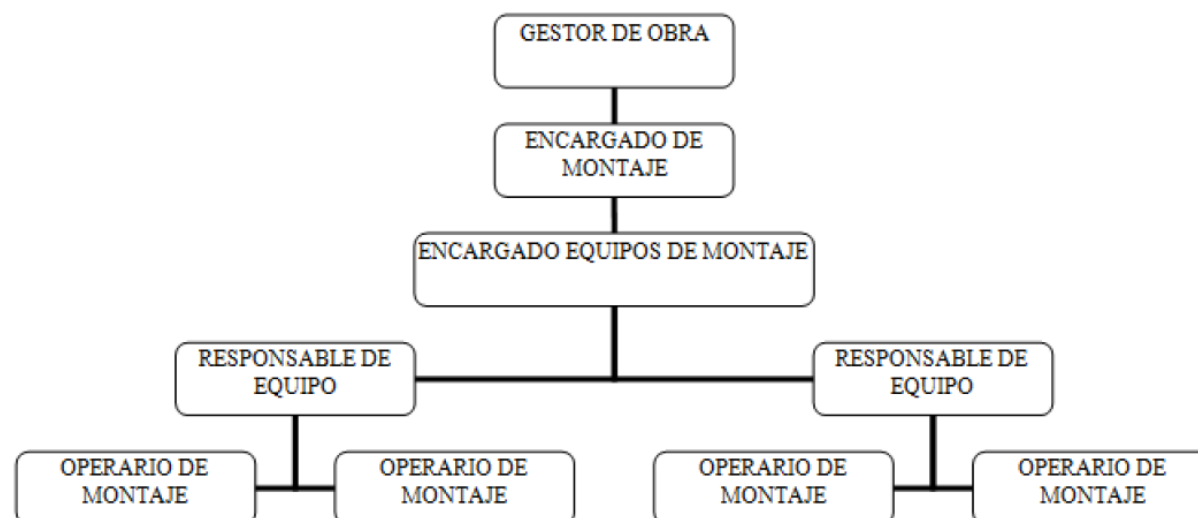 GESTOR DE OBRA
ENCARGADO DE
MONTAJE
ENCARGADO EQUIPOS DE MONTAJE
RESPONSABLE DE
EQUIPO
RESPONSABLE DE
EQUIPO
OPERARIO DE
MONTAJE
OPERARIO DE
MONTAJE
OPERARIO DE
MONTAJE
OPERARIO DE
MONTAJE